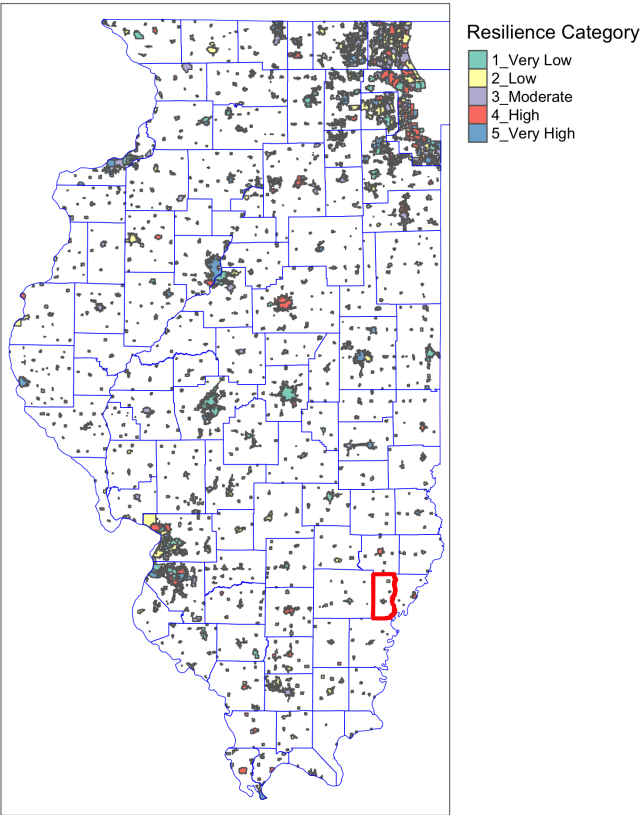 Resilience Category
1_Very Low
2_Low
3_Moderate
4_High
5_Very High